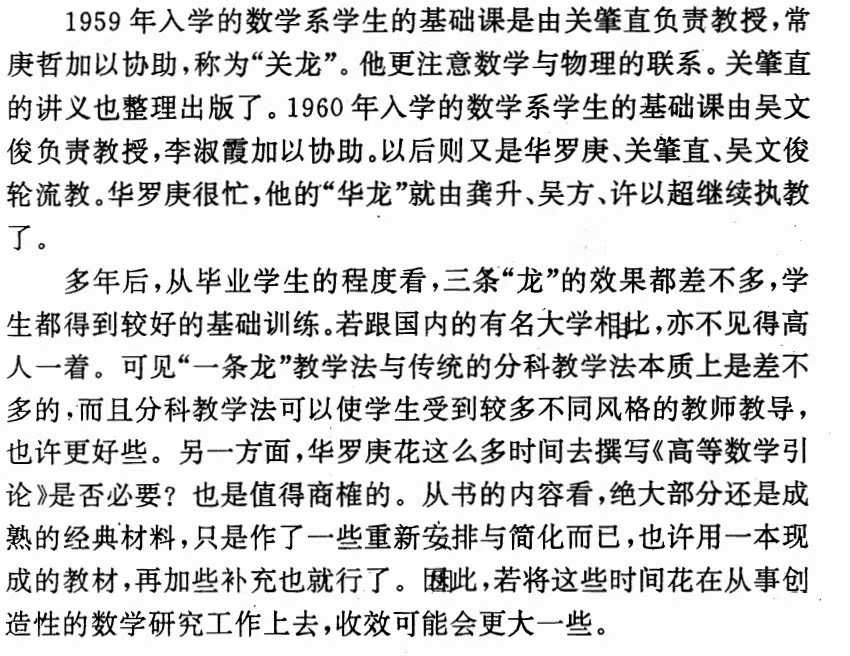 1959年入学的数学系学生的基础课是由关肇直负责教授，常
庚哲加以协助，称为“关龙”。他更注意数学与物理的联系。关肇直
的讲义也整理出版了。1960年入学的数学系学生的基础课由吴文
俊负责教授，李淑霞加以协助。以后则又是华罗庚、关肇直、吴文俊
轮流教。华罗庚很忙，他的“华龙”就由龚升、吴方、许以超继续执教
了。
多年后，从毕业学生的程度看，三条“龙”的效果都差不多，学
生都得到较好的基础训练。若跟国内的有名大学相比，亦不见得高
人一着。可见“一条龙”教学法与传统的分科教学法本质上是差不
多的，而且分科教学法可以使学生受到较多不同风格的教师教导，
也许更好些。另一方面，华罗庚花这么多时间去撰写《高等数学引
论》是否必要？也是值得商榷的。从书的内容看，绝大部分还是成
熟的经典材料，只是作了一些重新安排与简化而已，也许用一本现
成的教材，再加些补充也就行了。因此，若将这些时间花在从事创
造性的数学研究工作上去，收效可能会更大一些。